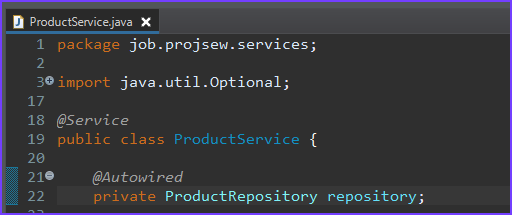 ProductService.java
1 package job.projsew.services;
2
3 import java.util.Optional;
17
18 @Service
19 public class ProductService {
20
21 @Autowired
22 private ProductRepository repository;